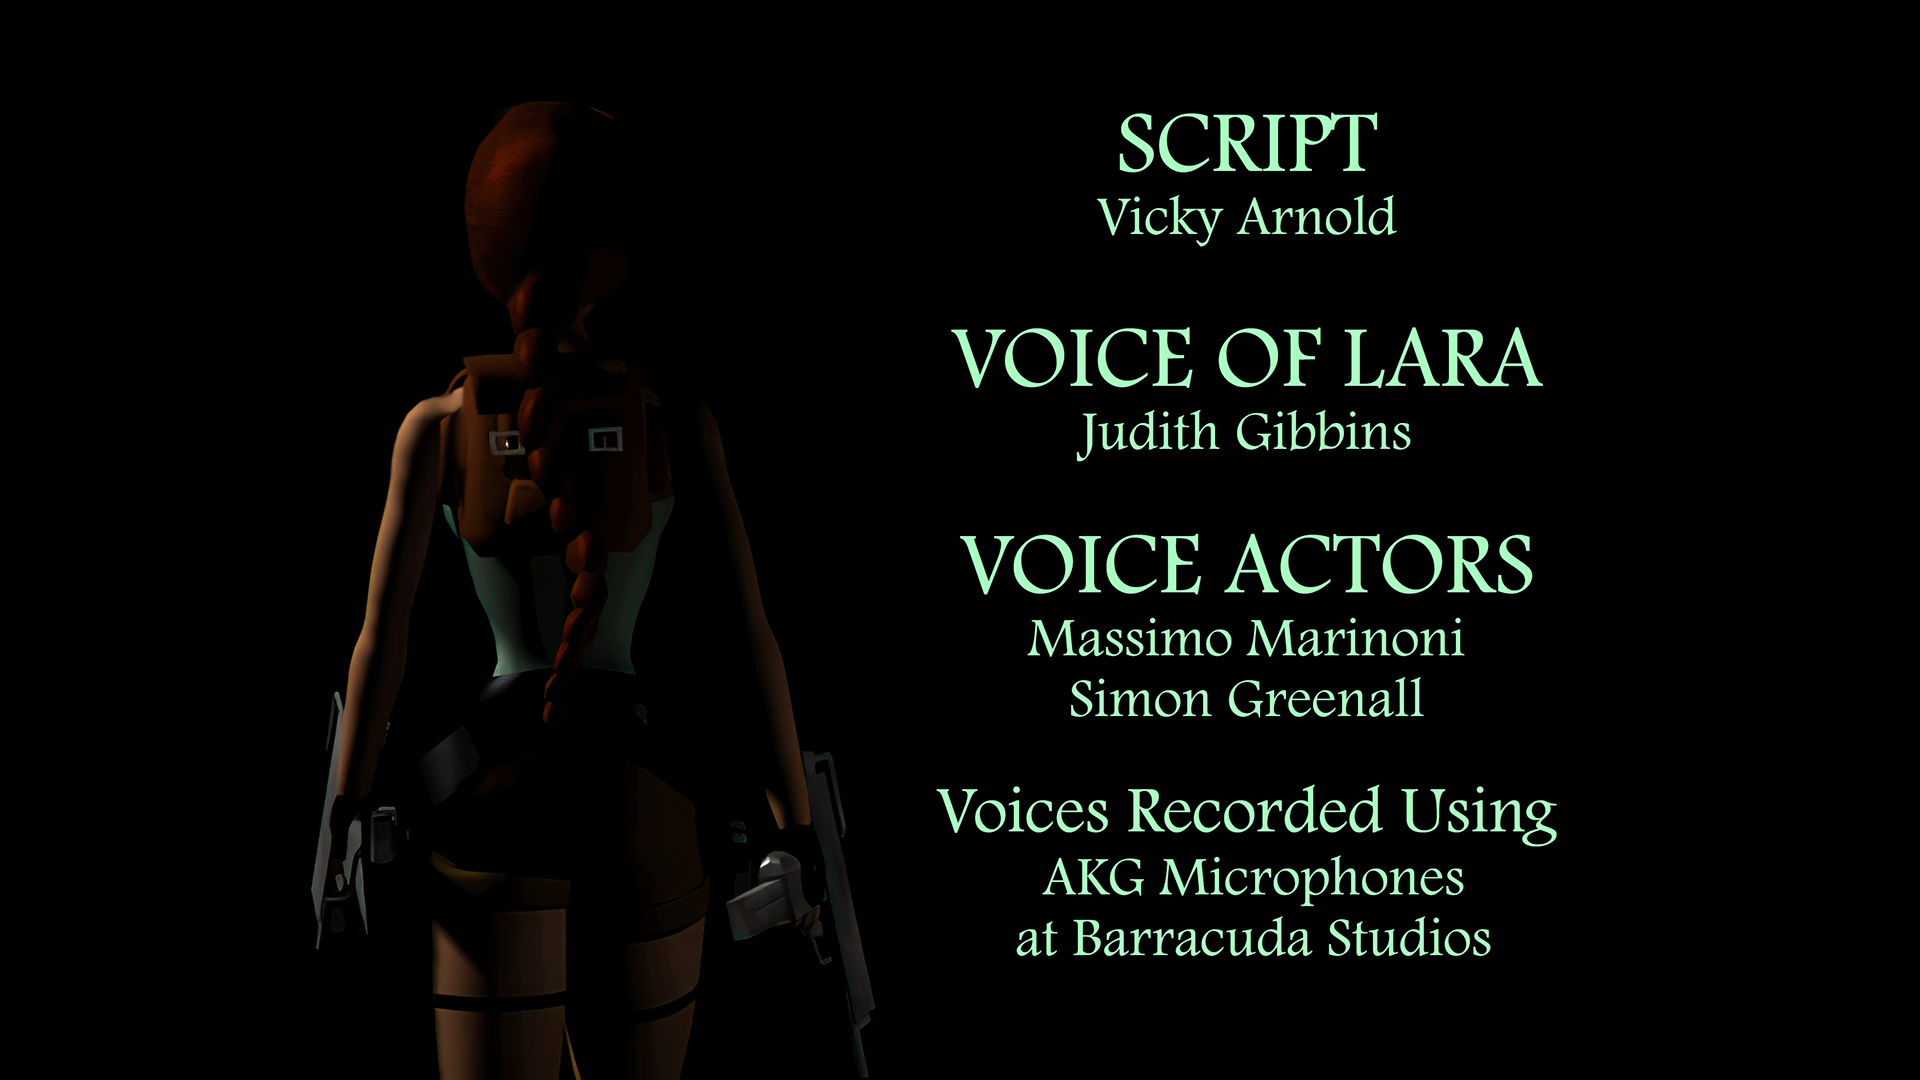 SCRIPT
Vicky Arnold
VOICE OF LARA
Judith Gibbins
VOICE ACTORS
Massimo Marinoni
Simon Greenall
Voices Recorded Using
AKG Microphones
at Barracuda Studios